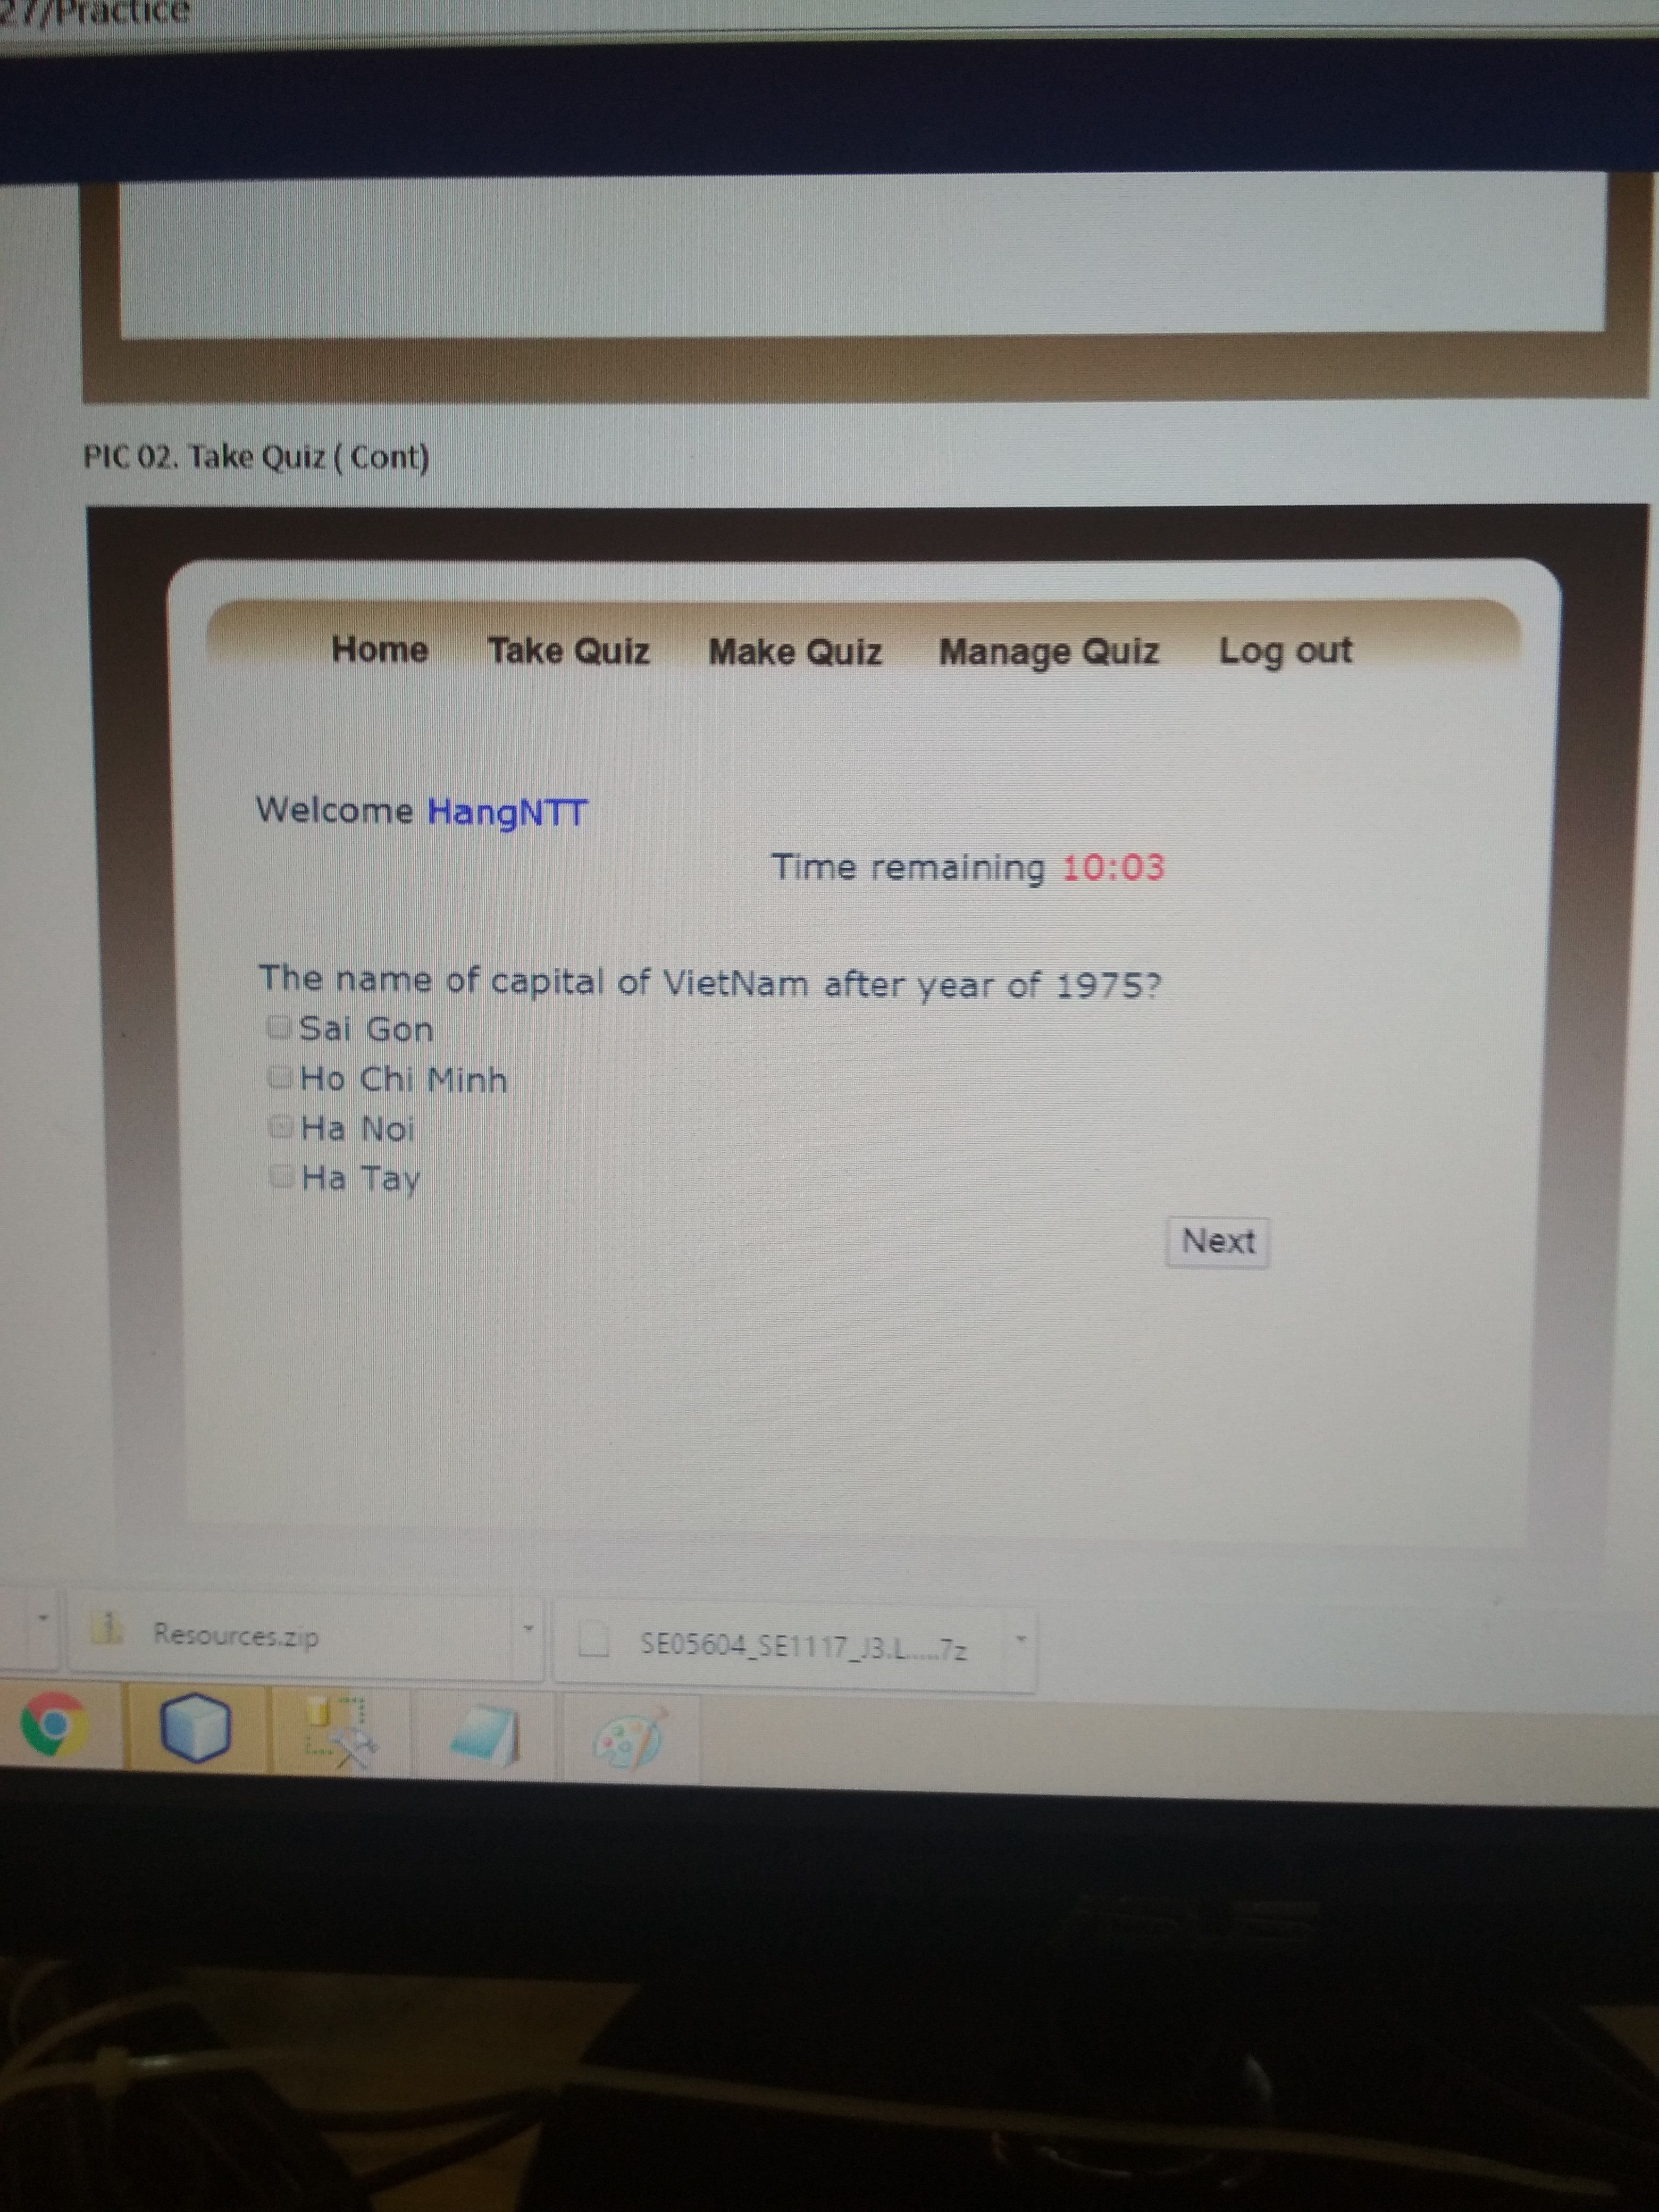 27/Practice
PIC 02. Take Quiz ( Cont)
Home Take Quiz Make Quiz Manage Quiz Log out
Welcome HangNTT
Time remaining 10:03
The name of capital of VietNam after year of 1975?
Sai Gon
Ho Chi Minh
Ha Noi
Ha Tay
Next
Resources.zip SE05604_SE1117_J3.L.....7z